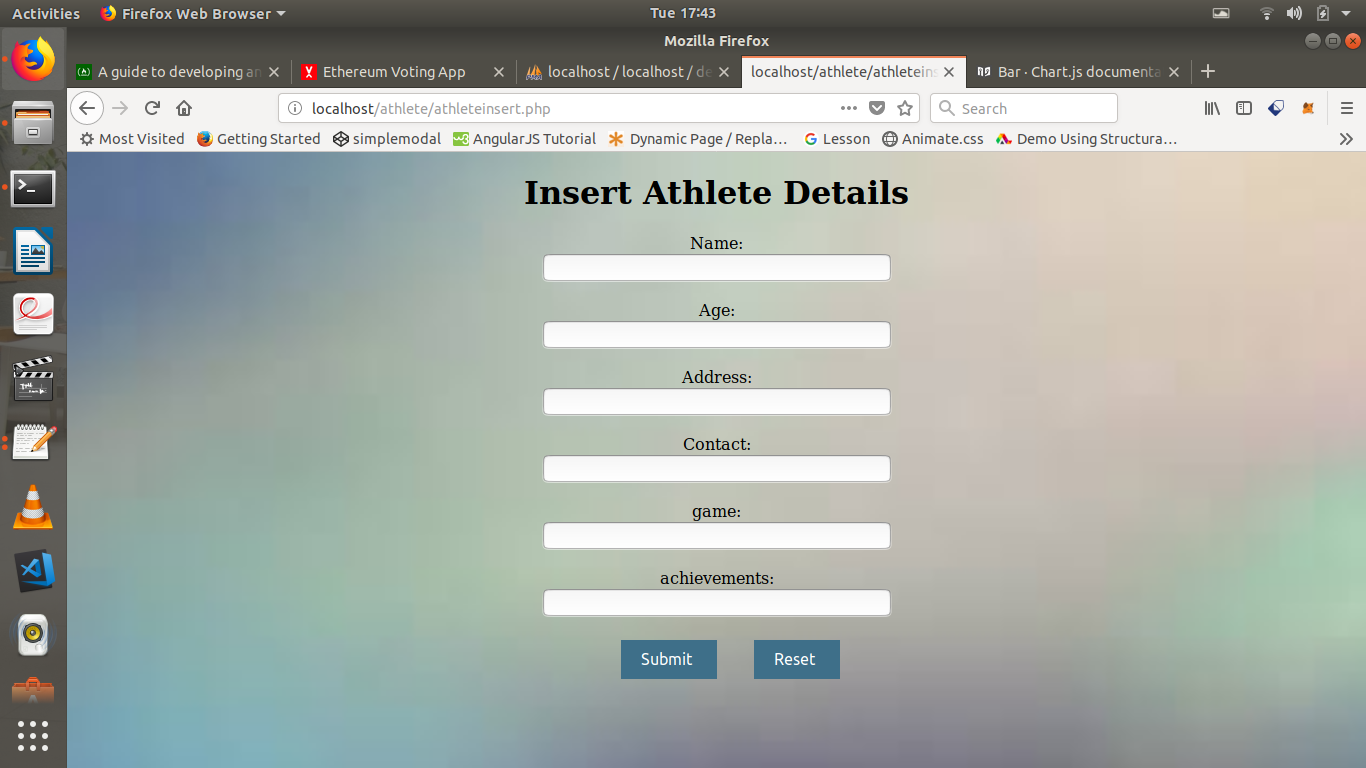 Activities Firefox Web Browser Tue 17:43
Mozilla Firefox
A guide to developing an Ethereum Voting App localhost / localhost / de localhost/athlete/athleteins Bar · Chart.js documenta
localhost/athlete/athleteinsert.php Search
Most Visited Getting Started simplemodal AngularJS Tutorial Dynamic Page / Repla... Lesson Animate.css Demo Using Structura...
Insert Athlete Details
Name:
Age:
Address:
Contact:
game:
achievements:
Submit Reset